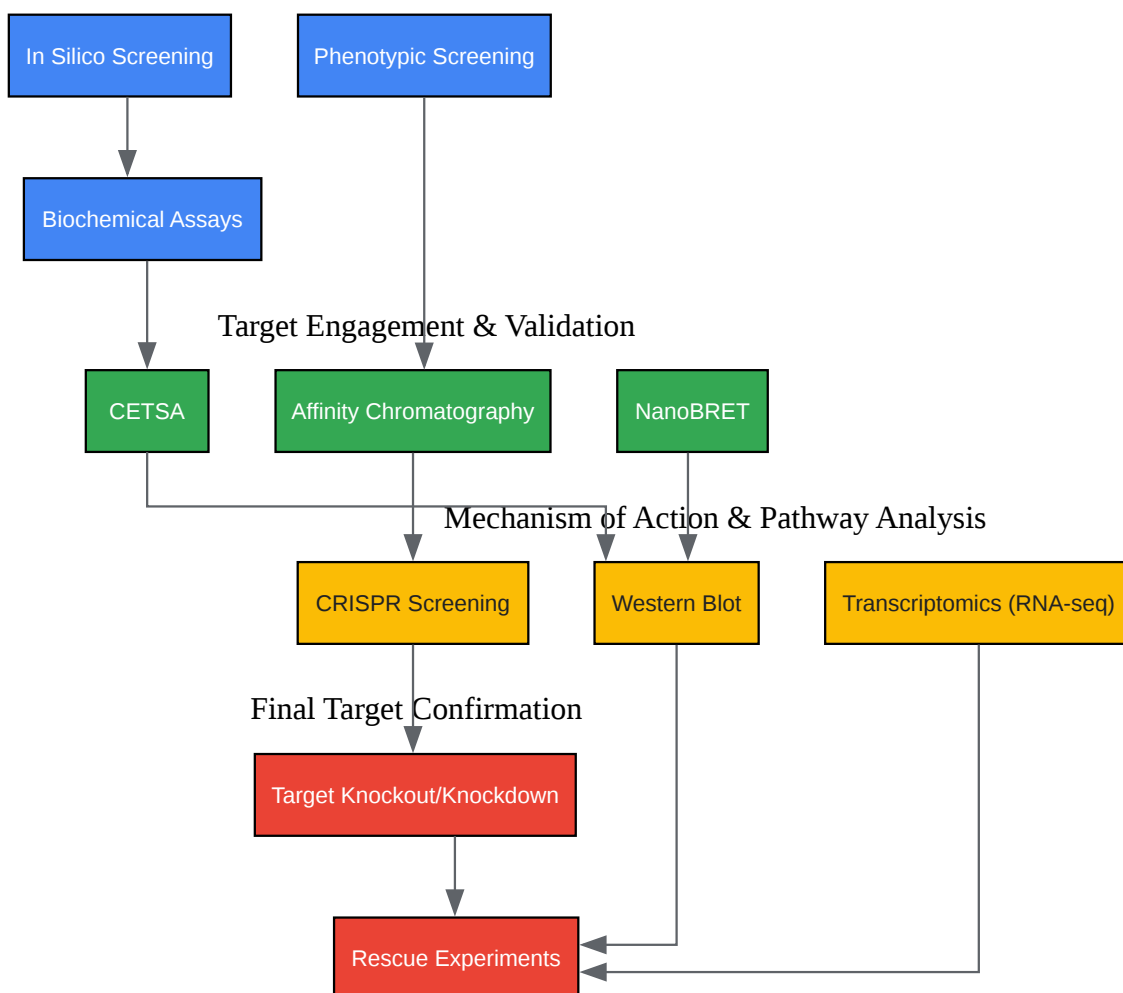 In Silico Screening
Phenotypic Screening
Biochemical Assays
Target Engagement & Validation
CETSA
Affinity Chromatography
NanoBRET
Mechanism of Action & Pathway Analysis
CRISPR Screening
Western Blot
Transcriptomics (RNA-seq)
Final Target Confirmation
Target Knockout/Knockdown
Rescue Experiments